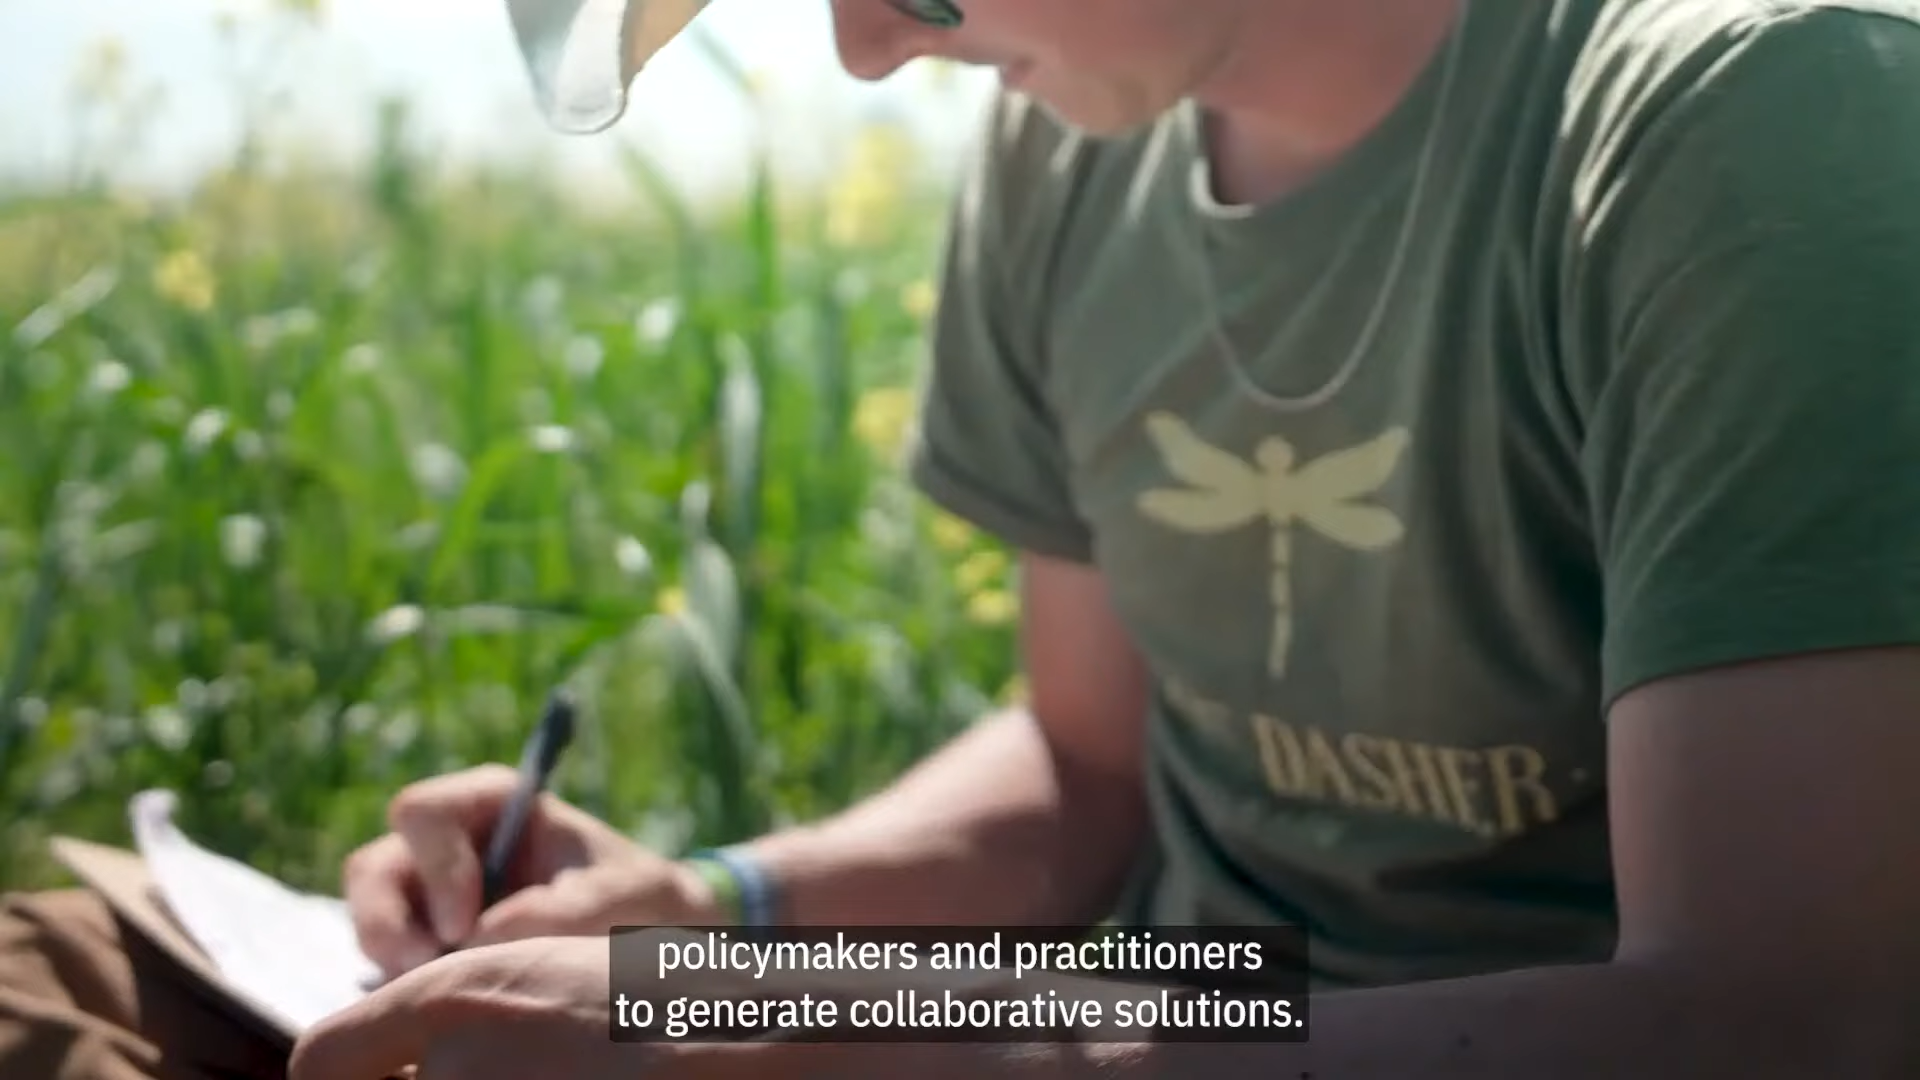 DASHER
policymakers and practitioners
to generate collaborative solutions.